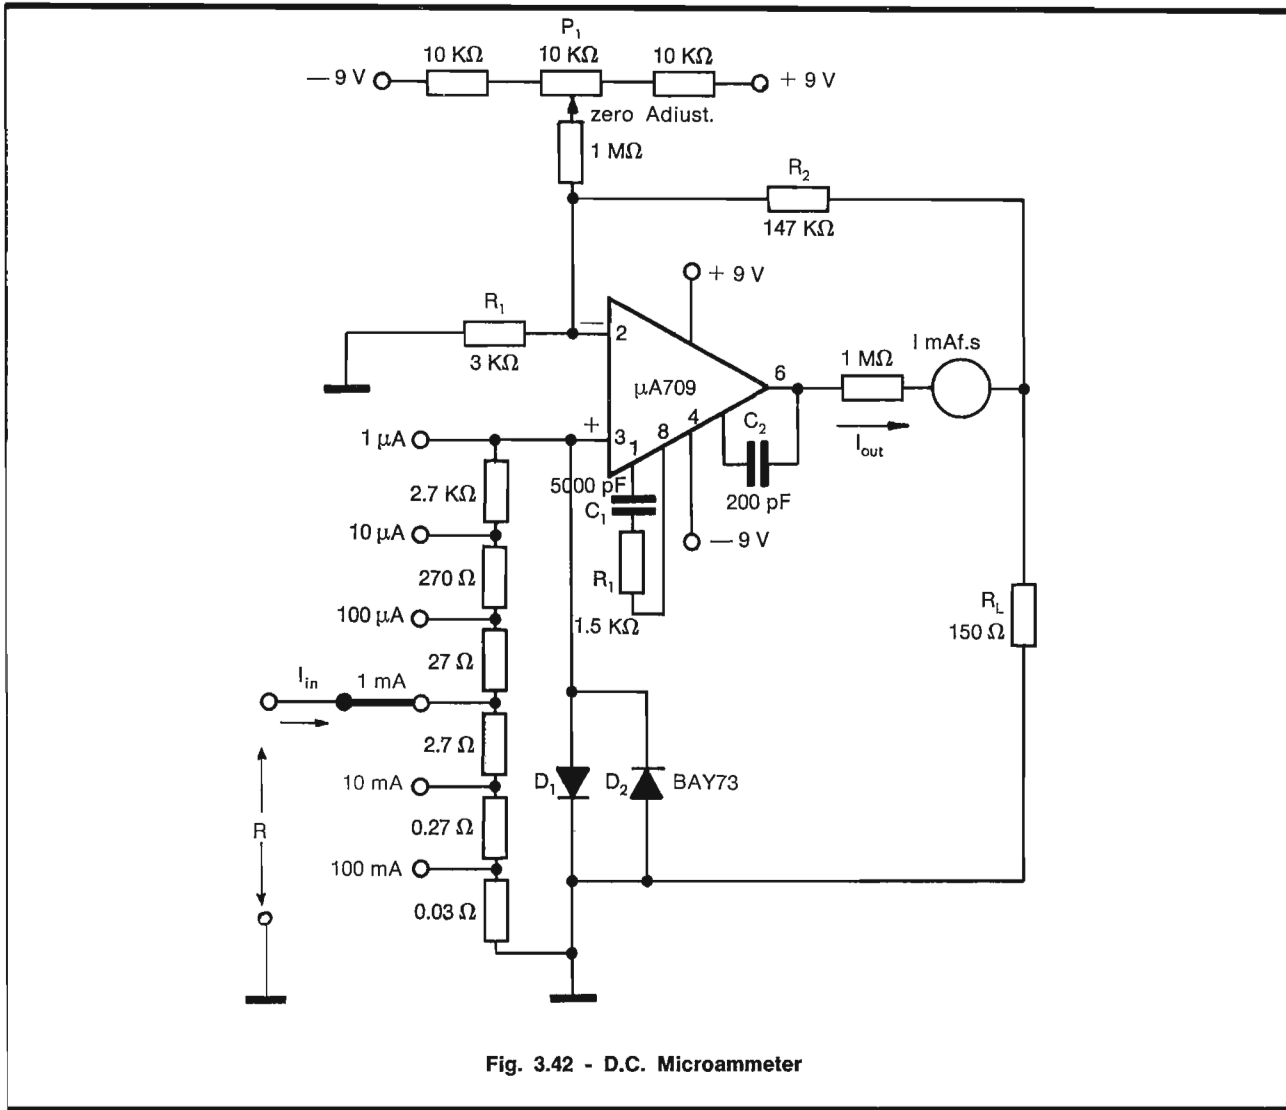 P1
10 KΩ 10 KΩ 10 KΩ
— 9 V + 9 V
zero Adjust.
1 MΩ
R2
147 KΩ
+ 9 V
R1
3 KΩ
— 2
μA709
6
1 MΩ
I mAf.s
Iout
1 μA
+ 3
1 8 4
C2
200 pF
5000 pF
C1
2.7 KΩ
10 μA
— 9 V
R1
1.5 KΩ
270 Ω
100 μA
RL
150 Ω
27 Ω
Iin
1 mA
2.7 Ω
D1 D2 BAY73
10 mA
R
0.27 Ω
100 mA
0.03 Ω
Fig. 3.42 - D.C. Microammeter